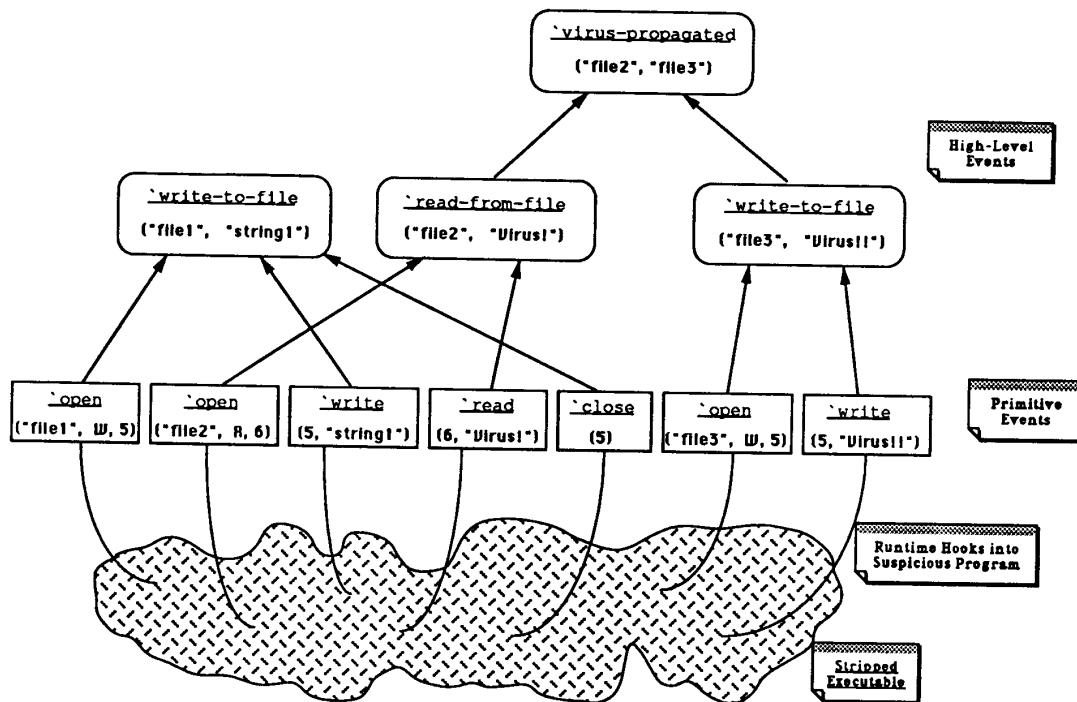 `virus-propagated
("file2", "file3")
High-Level
Events
`write-to-file
("file1", "string1")
`read-from-file
("file2", "Virus!")
`write-to-file
("file3", "Virus!!")
`open
("file1", W, 5)
`open
("file2", R, 6)
`write
(5, "string1")
`read
(6, "Virus!")
`close
(5)
`open
("file3", W, 5)
`write
(5, "Virus!!")
Primitive
Events
Runtime Hooks into
Suspicious Program
Stripped
Executable